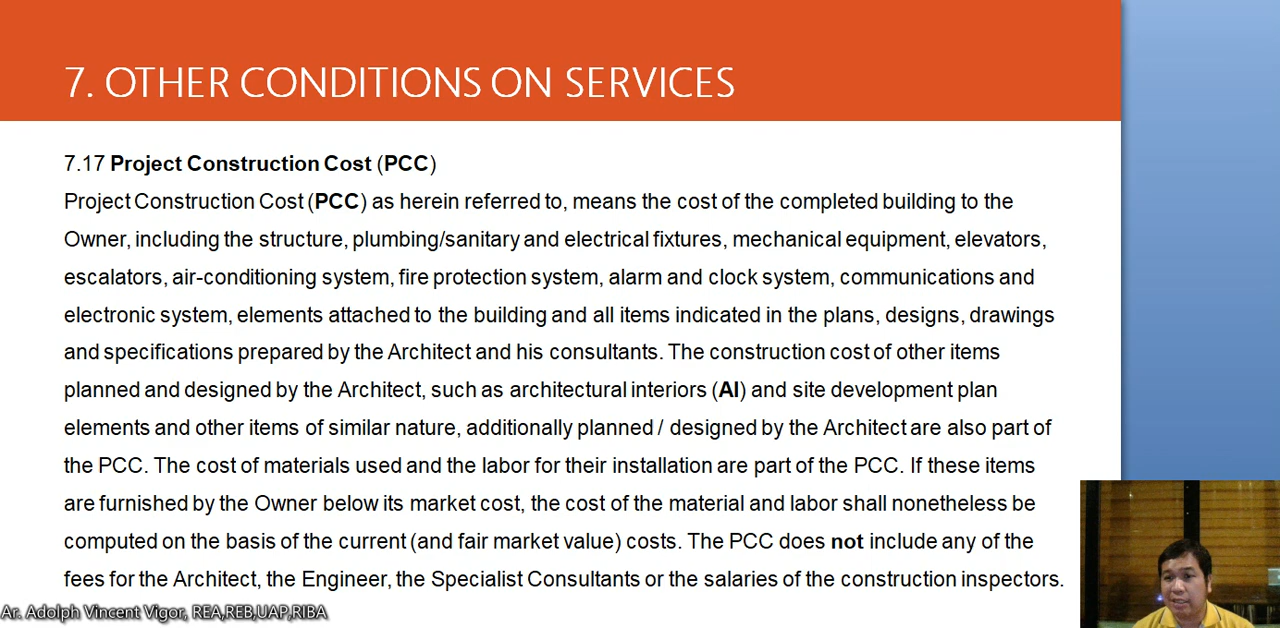 7. OTHER CONDITIONS ON SERVICES
7.17 Project Construction Cost (PCC)
Project Construction Cost (PCC) as herein referred to, means the cost of the completed building to the
Owner, including the structure, plumbing/sanitary and electrical fixtures, mechanical equipment, elevators,
escalators, air-conditioning system, fire protection system, alarm and clock system, communications and
electronic system, elements attached to the building and all items indicated in the plans, designs, drawings
and specifications prepared by the Architect and his consultants. The construction cost of other items
planned and designed by the Architect, such as architectural interiors (AI) and site development plan
elements and other items of similar nature, additionally planned / designed by the Architect are also part of
the PCC. The cost of materials used and the labor for their installation are part of the PCC. If these items
are furnished by the Owner below its market cost, the cost of the material and labor shall nonetheless be
computed on the basis of the current (and fair market value) costs. The PCC does not include any of the
fees for the Architect, the Engineer, the Specialist Consultants or the salaries of the construction inspectors.
Ar. Adolph Vincent Vigor, REA,REB,UAP,RIBA